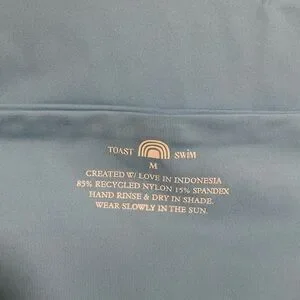 TOAST SWiM
M
CREATED W/ LOVE IN INDONESIA
85% RECYCLED NYLON 15% SPANDEX
HAND RINSE & DRY IN SHADE.
WEAR SLOWLY IN THE SUN.